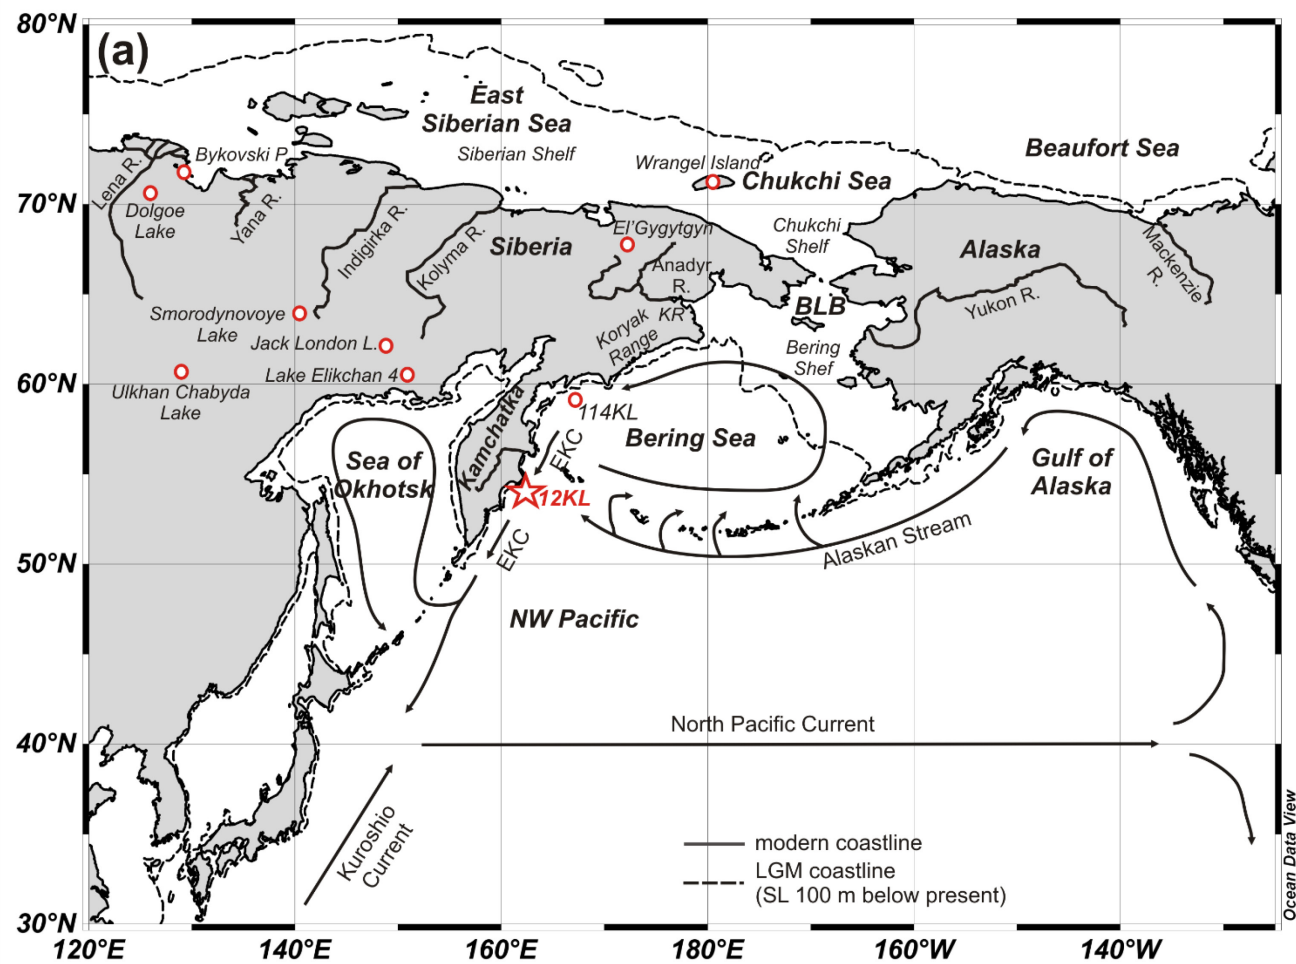 80°N
(a)
East
Siberian Sea
Siberian Shelf
Beaufort Sea
Bykovski P
Wrangel Island
Chukchi Sea
Lena R.
70°N
Dolgoe
Lake
Yana R.
Indigirka R.
Kolyma R.
Siberia
El'Gygytgyn
Anadyr
R.
Chukchi
Shelf
Alaska
Mackenzie
R.
Smorodynovoye
Lake
Koryak
Range
KR
BLB
Yukon R.
Jack London L.
Bering
Shef
60°N
Lake Elikchan 4
Ulkhan Chabyda
Lake
Kamchatka
114KL
EKC
Bering Sea
Sea of
Okhotsk
Gulf of
Alaska
12KL
EKC
Alaskan Stream
50°N
NW Pacific
North Pacific Current
40°N
Kuroshio
Current
modern coastline
LGM coastline
(SL 100 m below present)
Ocean Data View
30°N
120°E
140°E
160°E
180°E
160°W
140°W